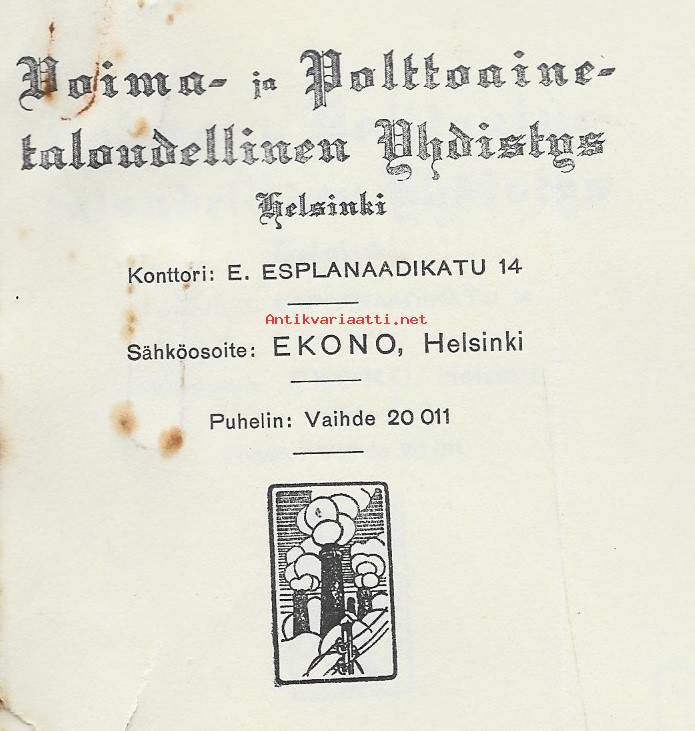 Voima- ja Polttoaine-
taloudellinen Yhdistys
Helsinki
Konttori: E. ESPLANAADIKATU 14
Antikvariaatti.net
Sähköosoite: EKONO, Helsinki
Puhelin: Vaihde 20 011